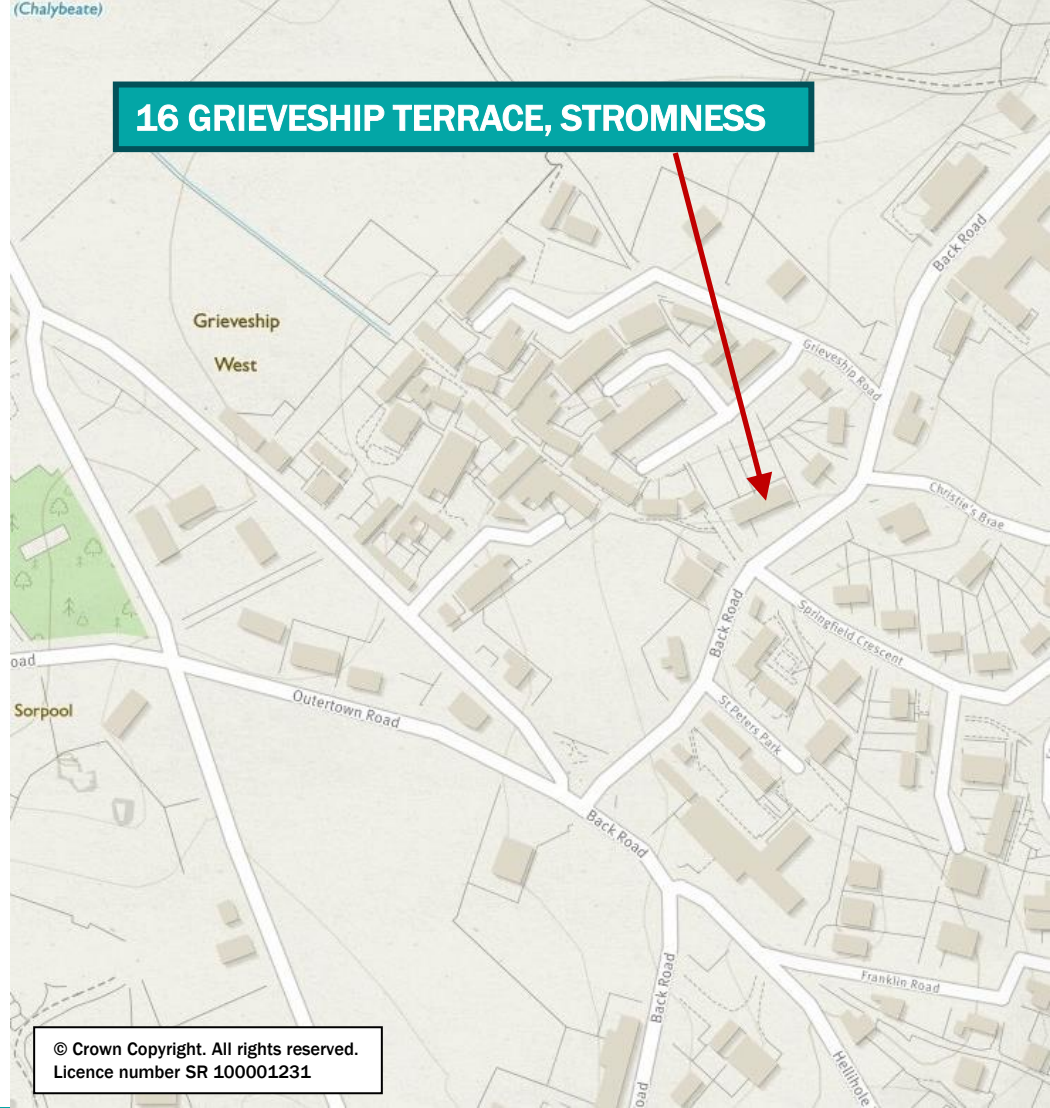 (Chalybeate)
16 GRIEVESHIP TERRACE, STROMNESS
Back Road
Grieveship
West
Grieveship Road
Christie's Brae
Back Road
Springfield Crescent
oad
Outertown Road
Sorpool
St Peters Park
Back Road
Back Road
Franklin Road
Hellihole
oad
© Crown Copyright. All rights reserved.
Licence number SR 100001231